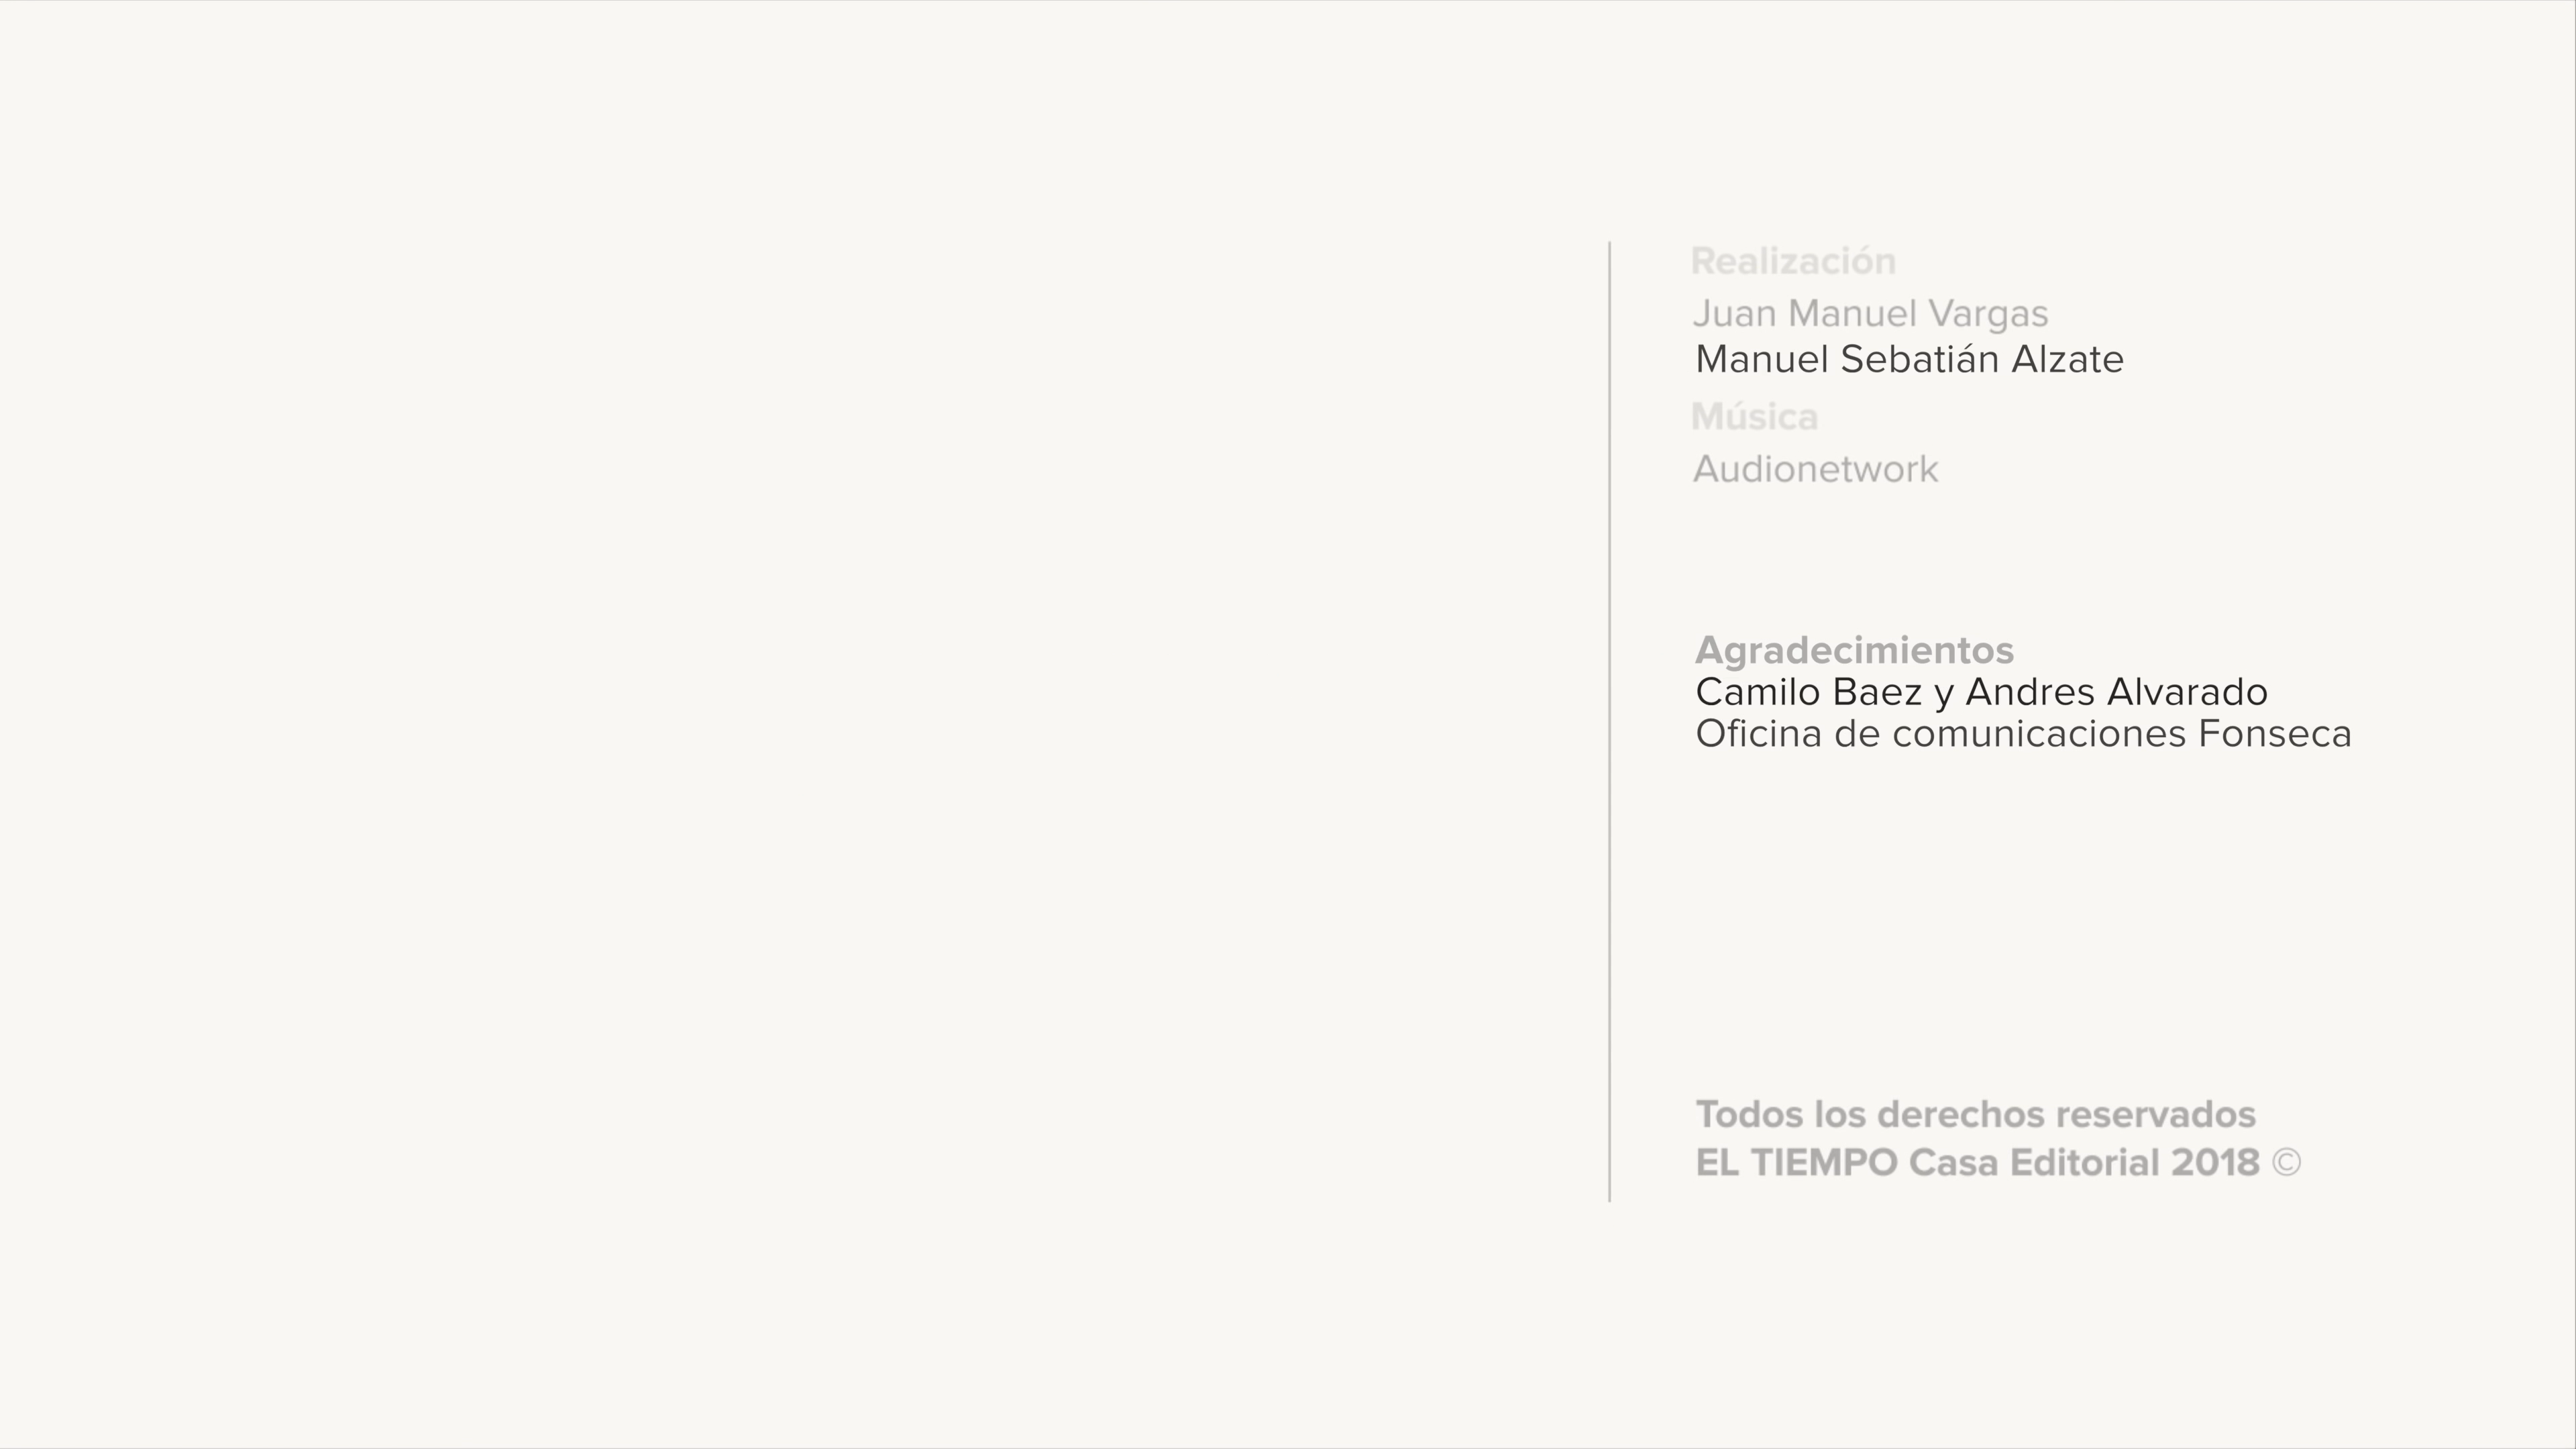 Realización
Juan Manuel Vargas
Manuel Sebatián Alzate
Música
Audionetwork
Agradecimientos
Camilo Baez y Andres Alvarado
Oficina de comunicaciones Fonseca
Todos los derechos reservados
EL TIEMPO Casa Editorial 2018 ©